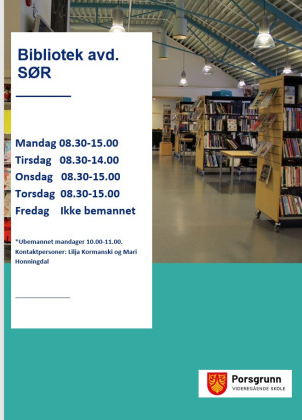 Bibliotek avd.
SØR
Mandag 08.30-15.00
Tirsdag 08.30-14.00
Onsdag 08.30-15.00
Torsdag 08.30-15.00
Fredag Ikke bemannet
*Ubemannet mandager 10.00-11.00.
Kontaktpersoner: Lilja Kormanski og Mari
Honningdal
Porsgrunn
VIDEREGÅENDE SKOLE